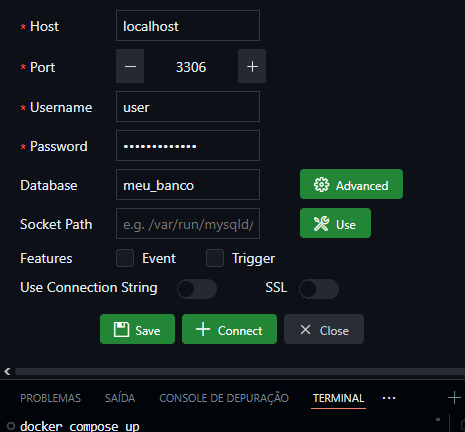 * Host localhost
* Port — 3306 +
* Username user
* Password •••••••••••••
Database meu_banco Advanced
Socket Path e.g. /var/run/mysqld/ Use
Features Event Trigger
Use Connection String SSL
Save Connect Close
PROBLEMAS SAÍDA CONSOLE DE DEPURAÇÃO TERMINAL ···
docker compose up